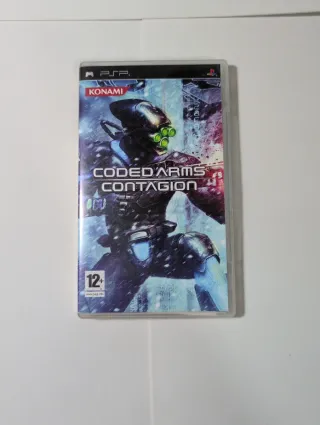 PSP
KONAMI
CODED ARMS
CONTAGION
12+